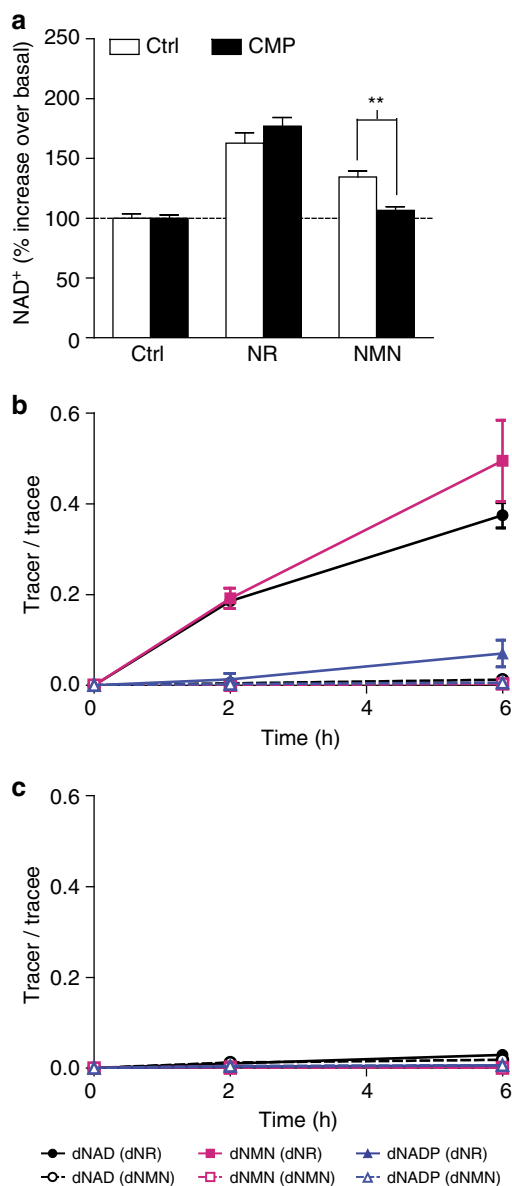 a
Ctrl CMP
NAD+ (% increase over basal)
250
200
150
100
50
0
**
Ctrl NR NMN
b
Tracer / tracee
0.6
0.4
0.2
0.0
0 2 4 6
Time (h)
c
Tracer / tracee
0.6
0.4
0.2
0.0
0 2 4 6
Time (h)
dNAD (dNR) dNMN (dNR) dNADP (dNR)
dNAD (dNMN) dNMN (dNMN) dNADP (dNMN)